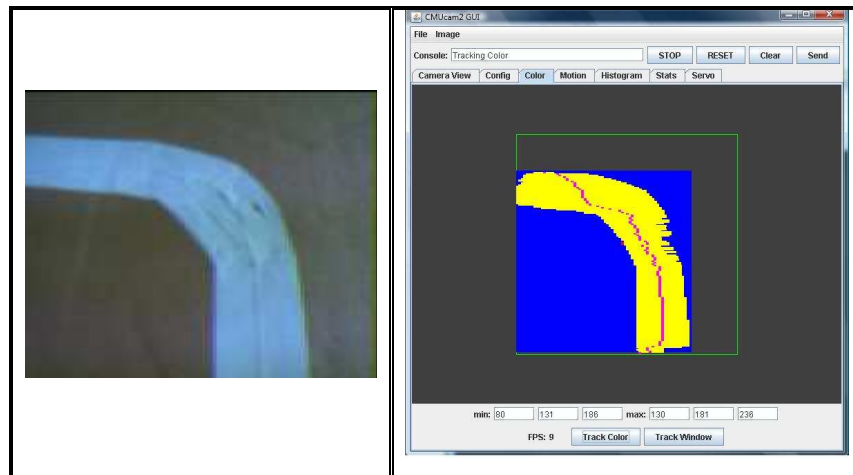 CMUcam2 GUI
File Image
Console: Tracking Color STOP RESET Clear Send
Camera View Config Color Motion Histogram Stats Servo
min: 80 131 186 max: 130 181 236
FPS: 9 Track Color Track Window